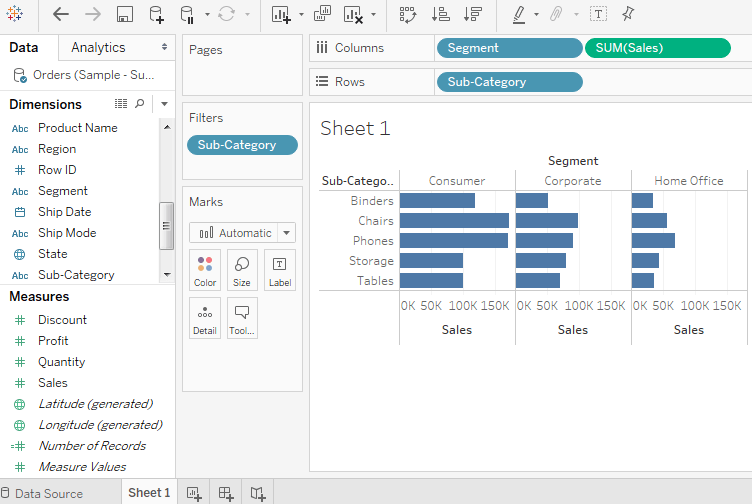 Data
Analytics
Pages
Columns
Segment
SUM(Sales)
Orders (Sample - Su...
Rows
Sub-Category
Dimensions
Abc Product Name
Abc Region
Row ID
Abc Segment
Ship Date
Abc Ship Mode
State
Abc Sub-Category
Measures
Discount
Profit
Quantity
Sales
Latitude (generated)
Longitude (generated)
Number of Records
Measure Values
Filters
Sub-Category
Marks
Automatic
Color
Size
Label
Detail
Tool...
Sheet 1
Segment
Sub-Catego.. Consumer Corporate Home Office
Binders
Chairs
Phones
Storage
Tables
0K 50K 100K 150K 0K 50K 100K 150K 0K 50K 100K 150K
Sales Sales Sales
Data Source
Sheet 1